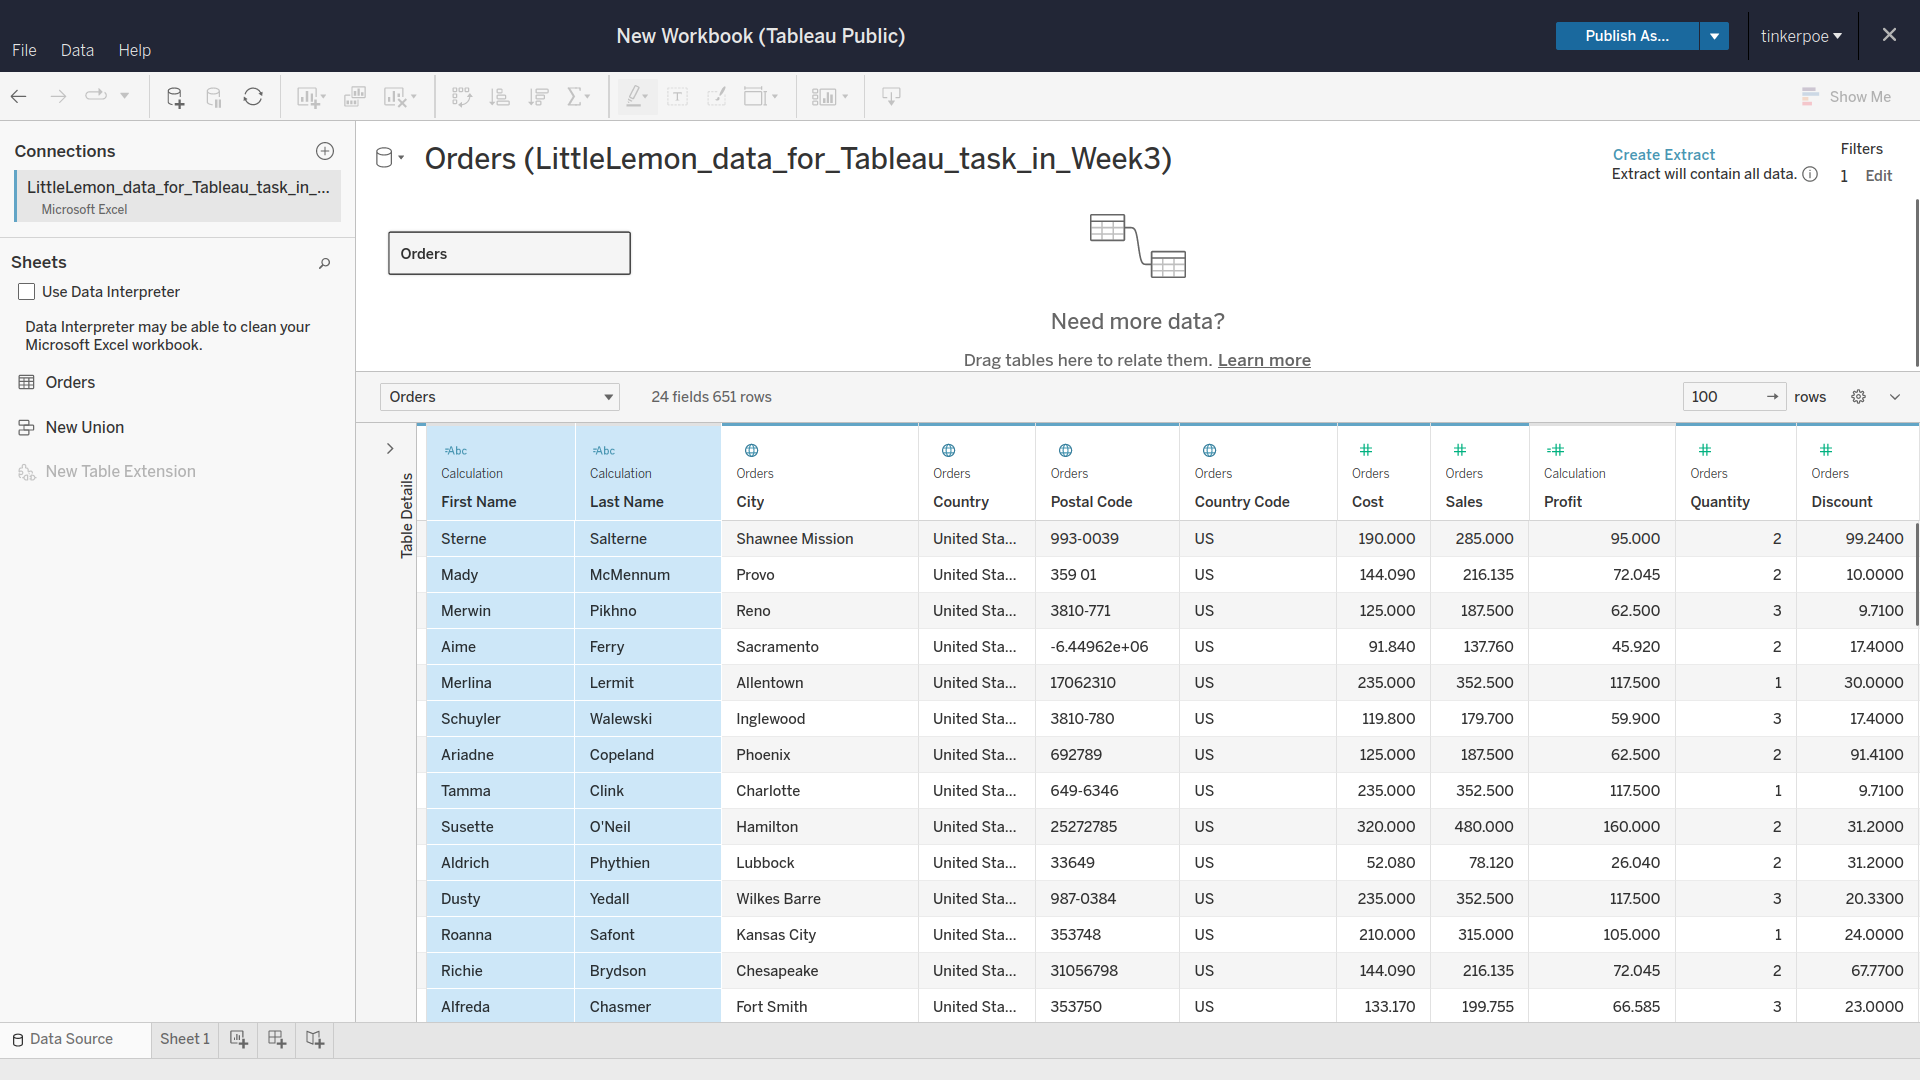 New Workbook (Tableau Public)
Publish As...
tinkerpoe
File Data Help
Show Me
Connections
LittleLemon_data_for_Tableau_task_in_...
Microsoft Excel
Sheets
Use Data Interpreter
Data Interpreter may be able to clean your
Microsoft Excel workbook.
Orders
New Union
New Table Extension
Orders (LittleLemon_data_for_Tableau_task_in_Week3)
Create Extract
Extract will contain all data.
Filters
1 Edit
Orders
Need more data?
Drag tables here to relate them. Learn more
Orders 24 fields 651 rows 100 rows
Table Details
Abc Abc
Calculation Calculation Orders Orders Orders Orders Orders Orders Calculation Orders Orders
First Name Last Name City Country Postal Code Country Code Cost Sales Profit Quantity Discount
Sterne Salterne Shawnee Mission United Sta... 993-0039 US 190.000 285.000 95.000 2 99.2400
Mady McMennum Provo United Sta... 359 01 US 144.090 216.135 72.045 2 10.0000
Merwin Pikhno Reno United Sta... 3810-771 US 125.000 187.500 62.500 3 9.7100
Aime Ferry Sacramento United Sta... -6.44962e+06 US 91.840 137.760 45.920 2 17.4000
Merlina Lermit Allentown United Sta... 17062310 US 235.000 352.500 117.500 1 30.0000
Schuyler Walewski Inglewood United Sta... 3810-780 US 119.800 179.700 59.900 3 17.4000
Ariadne Copeland Phoenix United Sta... 692789 US 125.000 187.500 62.500 2 91.4100
Tamma Clink Charlotte United Sta... 649-6346 US 235.000 352.500 117.500 1 9.7100
Susette O'Neil Hamilton United Sta... 25272785 US 320.000 480.000 160.000 2 31.2000
Aldrich Phythien Lubbock United Sta... 33649 US 52.080 78.120 26.040 2 31.2000
Dusty Yedall Wilkes Barre United Sta... 987-0384 US 235.000 352.500 117.500 3 20.3300
Roanna Safont Kansas City United Sta... 353748 US 210.000 315.000 105.000 1 24.0000
Richie Brydson Chesapeake United Sta... 31056798 US 144.090 216.135 72.045 2 67.7700
Alfreda Chasmer Fort Smith United Sta... 353750 US 133.170 199.755 66.585 3 23.0000
Data Source Sheet 1